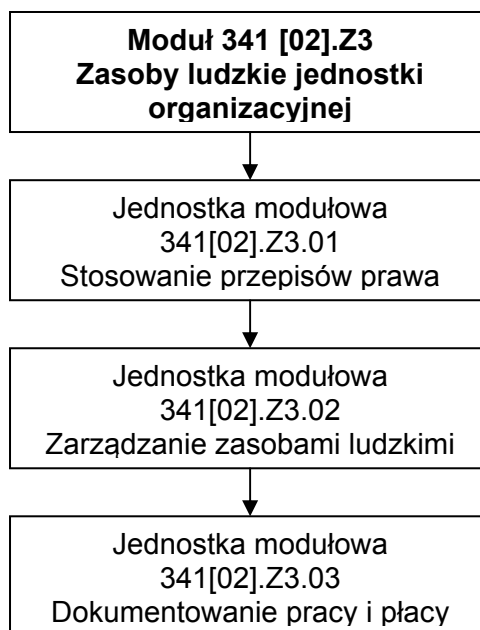 Moduł 341 [02].Z3
Zasoby ludzkie jednostki
organizacyjnej
Jednostka modułowa
341[02].Z3.01
Stosowanie przepisów prawa
Jednostka modułowa
341[02].Z3.02
Zarządzanie zasobami ludzkimi
Jednostka modułowa
341[02].Z3.03
Dokumentowanie pracy i płacy